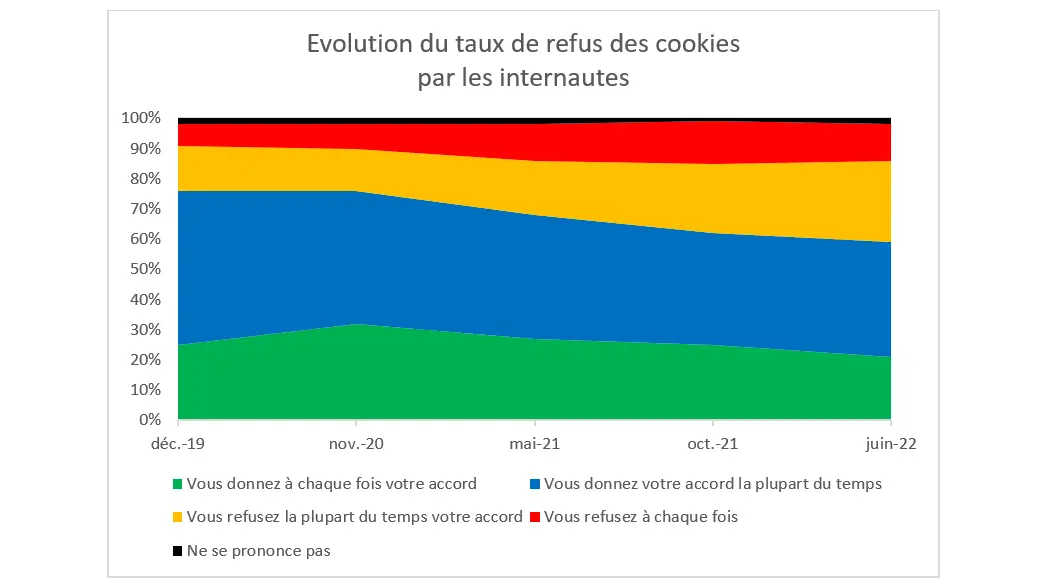 Evolution du taux de refus des cookies
par les internautes
100%
90%
80%
70%
60%
50%
40%
30%
20%
10%
0%
déc.-19 nov.-20 mai-21 oct.-21 juin-22
Vous donnez à chaque fois votre accord Vous donnez votre accord la plupart du temps
Vous refusez la plupart du temps votre accord Vous refusez à chaque fois
Ne se prononce pas